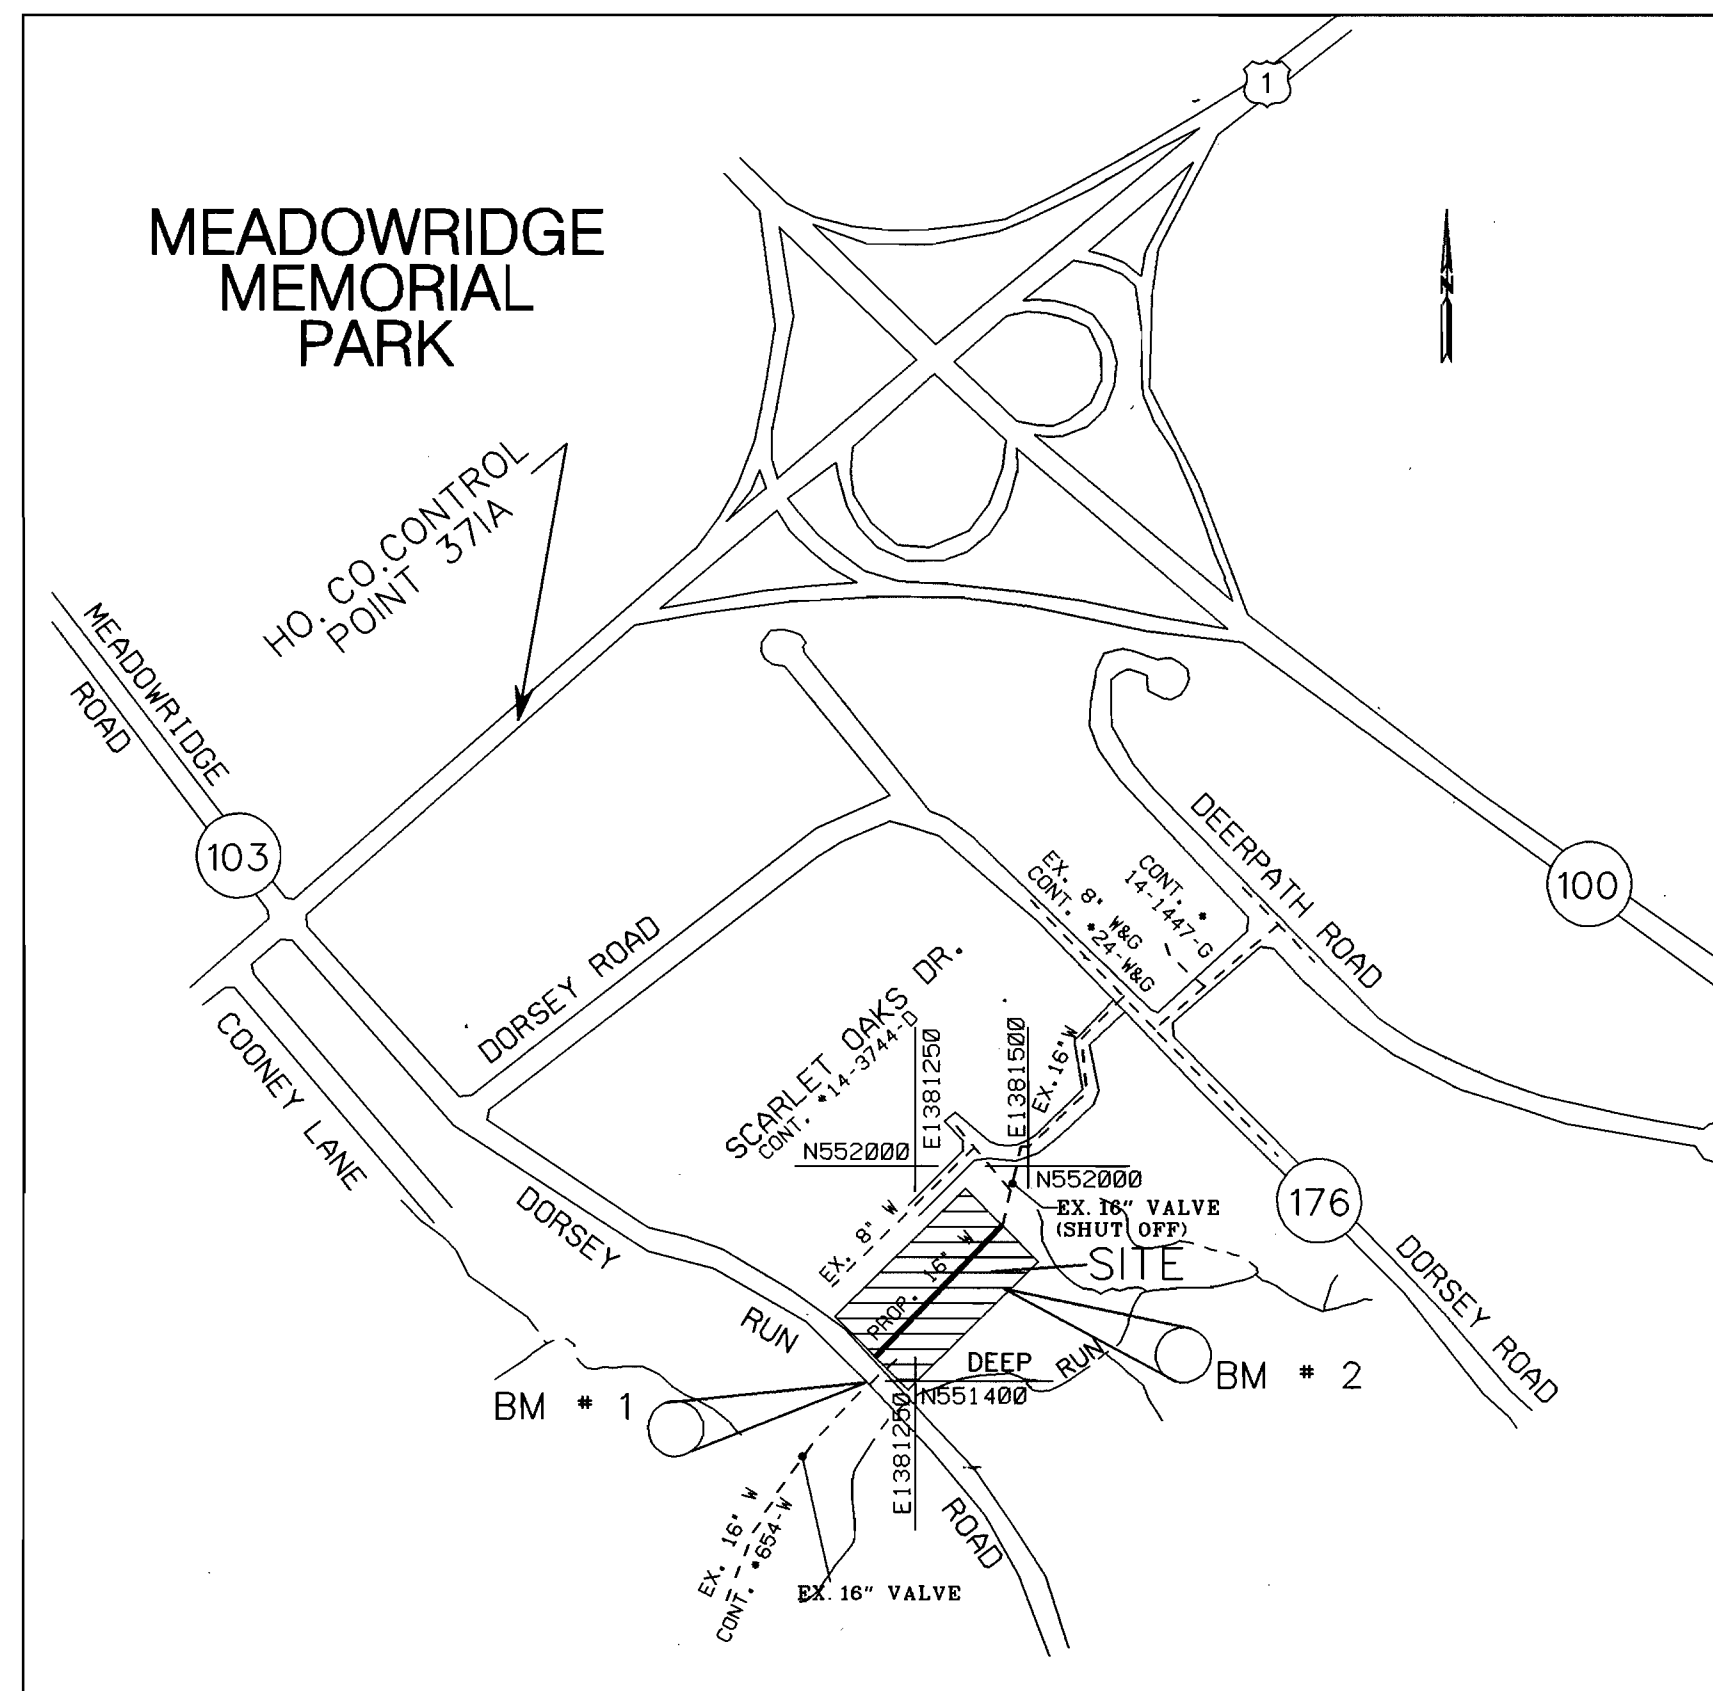 1
MEADOWRIDGE
MEMORIAL
PARK
N
HO. CO. CONTROL
POINT 371A
MEADOWRIDGE
ROAD
103
100
DEERPATH ROAD
CONT. #
14-1447-G
EX. 8" W&G
CONT. #24-W&G
DORSEY ROAD
SCARLET OAKS DR.
CONT. #14-3744-D
COONEY LANE
E1381250
E1381500
EX. 16" W
N552000
N552000
EX. 16" VALVE
(SHUT OFF)
176
DORSEY ROAD
SITE
EX. 8" W
PROP. 16" W
DORSEY
RUN
ROAD
DEEP
RUN
BM # 1
BM # 2
N551400
E1381250
EX. 16" W
CONT. #654-W
EX. 16" VALVE